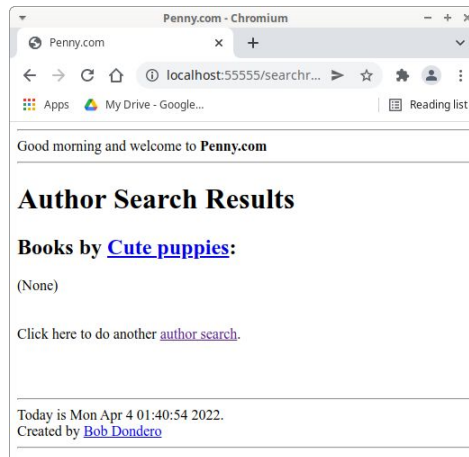 Penny.com - Chromium
Penny.com
localhost:55555/searchr...
Apps My Drive - Google... Reading list
Good morning and welcome to Penny.com
Author Search Results
Books by Cute puppies:
(None)
Click here to do another author search.
Today is Mon Apr 4 01:40:54 2022.
Created by Bob Dondero